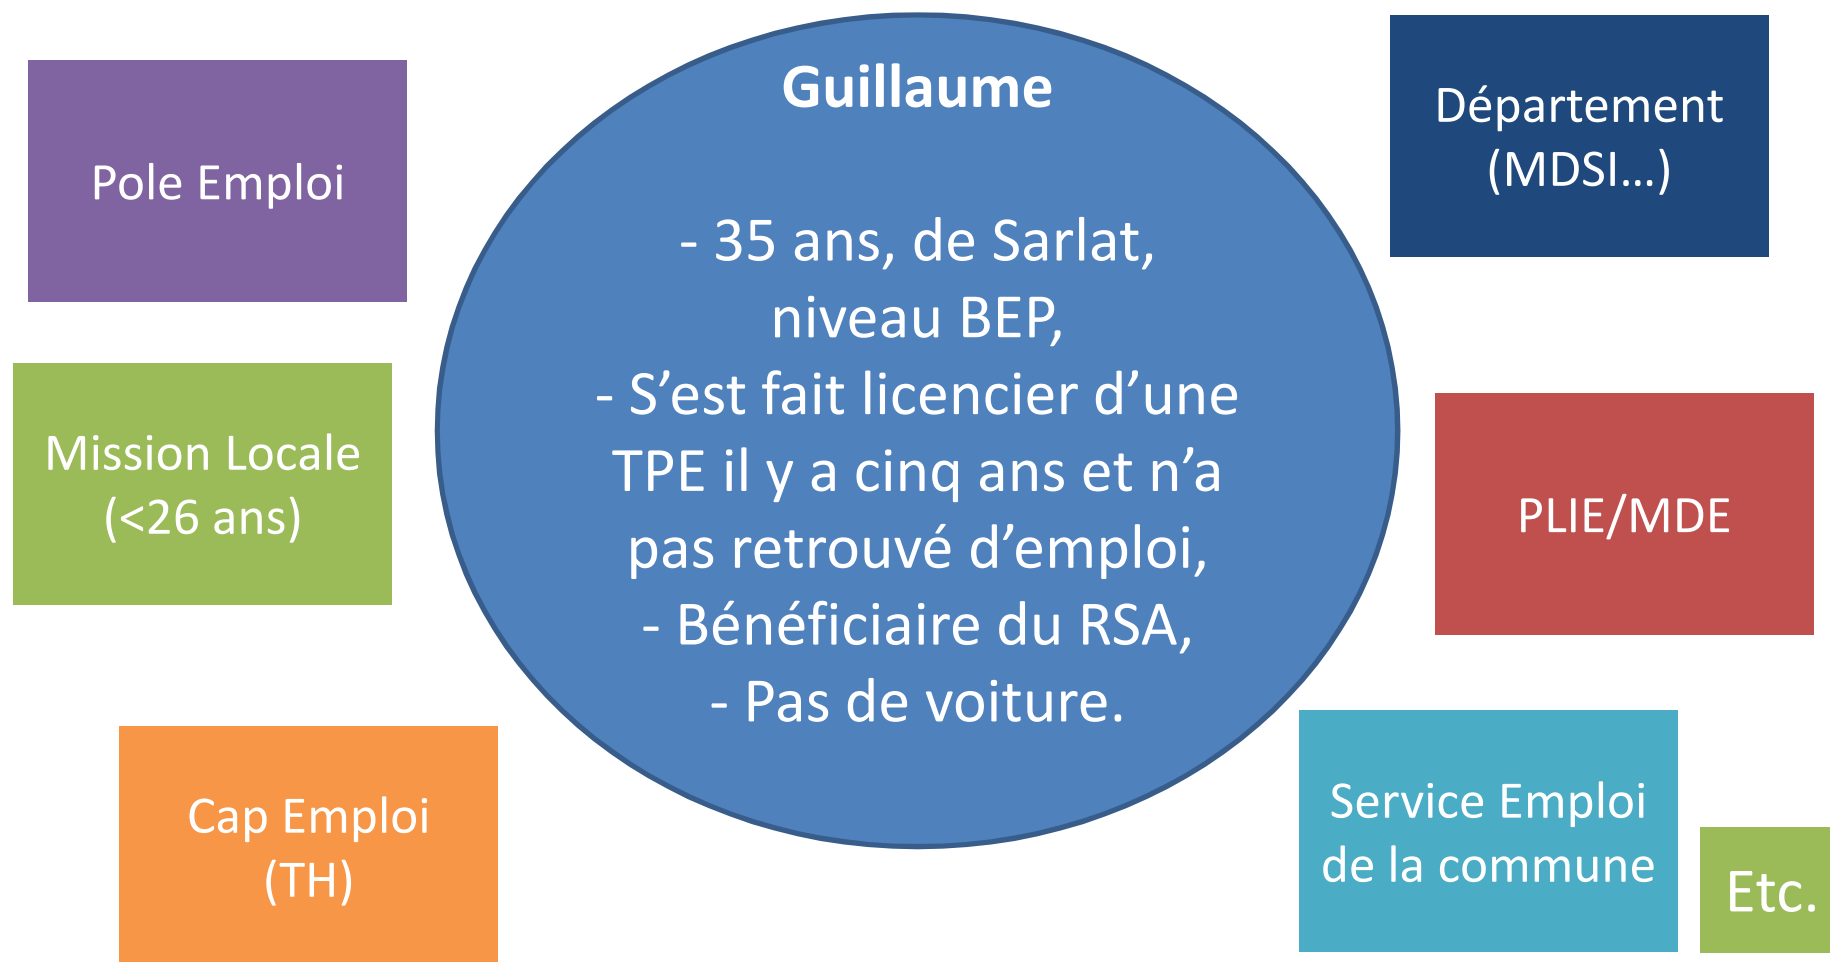 Guillaume
- 35 ans, de Sarlat,
niveau BEP,
- S’est fait licencier d’une
TPE il y a cinq ans et n’a
pas retrouvé d’emploi,
- Bénéficiaire du RSA,
- Pas de voiture.
Pole Emploi
Mission Locale
(<26 ans)
Cap Emploi
(TH)
Département
(MDSI…)
PLIE/MDE
Service Emploi
de la commune
Etc.